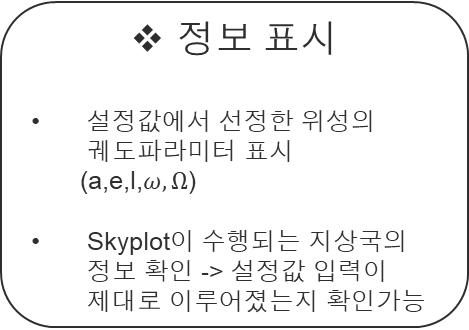 ❖ 정보 표시
• 설정값에서 선정한 위성의
궤도파라미터 표시
(a,e,I,𝜔,Ω)
• Skyplot이 수행되는 지상국의
정보 확인 -> 설정값 입력이
제대로 이루어졌는지 확인가능